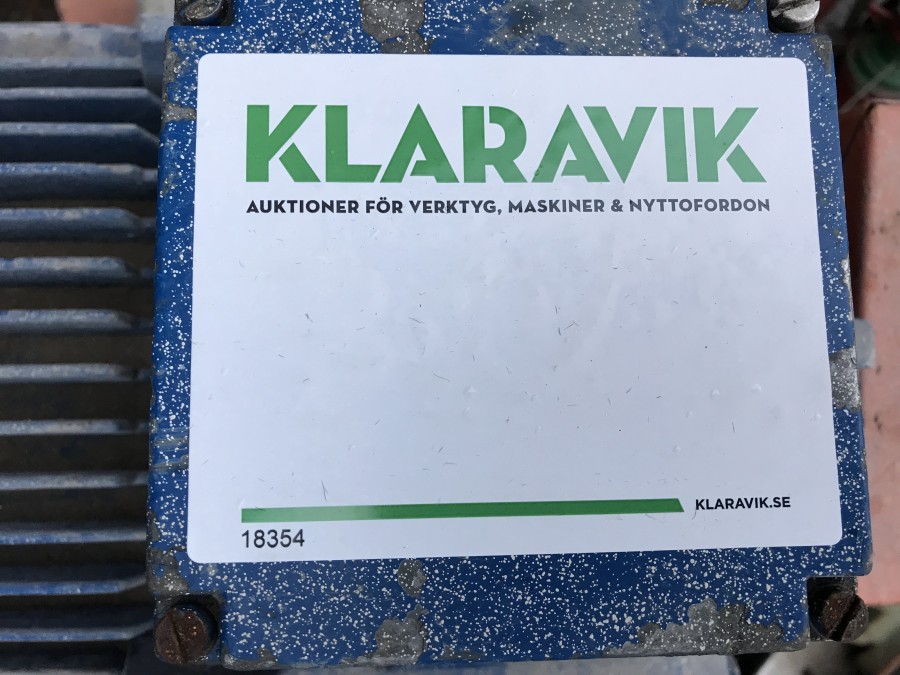 KLARAVIK
AUKTIONER FÖR VERKTYG, MASKINER & NYTTOFORDON
KLARAVIK.SE
18354